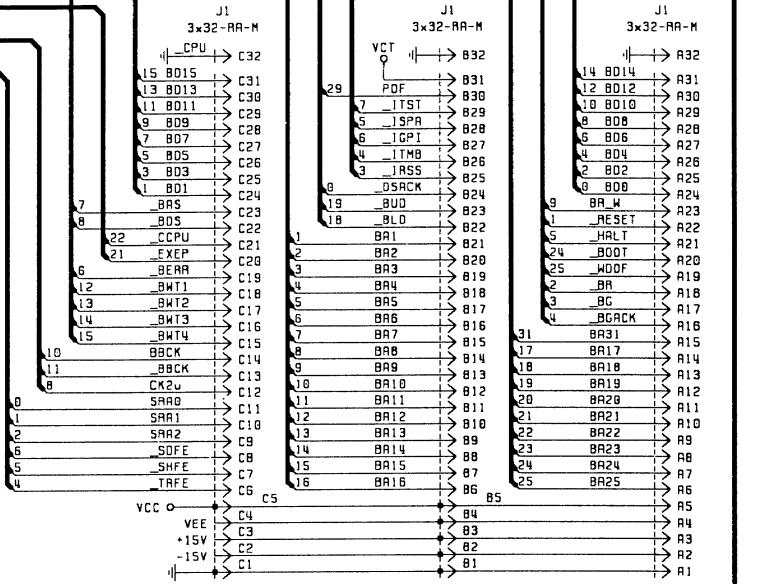 J1 J1 J1
3x32-RA-M 3x32-RA-M 3x32-RA-M
_CPU C32 VCT B32 A32
15 BD15 C31 B31 14 BD14 A31
13 BD13 C30 29 PDF B30 12 BD12 A30
11 BD11 C29 7 _ITST B29 10 BD10 A29
9 BD9 C28 5 _ISPA B28 8 BD8 A28
7 BD7 C27 6 _IGPI B27 6 BD6 A27
5 BD5 C26 4 _ITMB B26 4 BD4 A26
3 BD3 C25 3 _IRSS B25 2 BD2 A25
1 BD1 C24 0 _DSACK B24 0 BD0 A24
7 _BAS C23 19 _BUD B23 9 BR_W A23
8 _BDS C22 18 _BLD B22 1 _RESET A22
22 _CCPU C21 1 BA1 B21 5 _HALT A21
21 _EXEP C20 2 BA2 B20 24 _BOOT A20
6 _BERR C19 3 BA3 B19 25 _WDOF A19
12 _BWT1 C18 4 BA4 B18 2 _BR A18
13 _BWT2 C17 5 BA5 B17 3 _BG A17
14 _BWT3 C16 6 BA6 B16 4 _BGACK A16
15 _BWT4 C15 7 BA7 B15 31 BA31 A15
10 BBCK C14 8 BA8 B14 17 BA17 A14
11 _BBCK C13 9 BA9 B13 18 BA18 A13
8 CK2u C12 10 BA10 B12 19 BA19 A12
0 SAA0 C11 11 BA11 B11 20 BA20 A11
1 SAA1 C10 12 BA12 B10 21 BA21 A10
2 SAA2 C9 13 BA13 B9 22 BA22 A9
6 _SDFE C8 14 BA14 B8 23 BA23 A8
5 _SHFE C7 15 BA15 B7 24 BA24 A7
4 _TAFE C6 16 BA16 B6 25 BA25 A6
VCC C5 B5 A5
VEE C4 B4 A4
+15V C3 B3 A3
-15V C2 B2 A2
C1 B1 A1